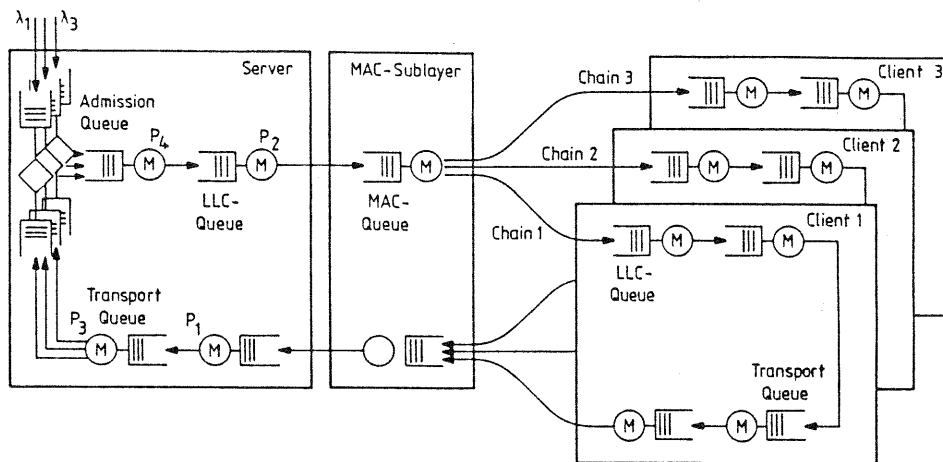 λ1 λ3
Server
Admission
Queue
P4
P2
M
M
LLC-
Queue
Transport
Queue
P3
P1
M
M
MAC-Sublayer
M
MAC-
Queue
Chain 3
Chain 2
Chain 1
Client 3
M
M
Client 2
M
M
Client 1
M
M
LLC-
Queue
Transport
Queue
M
M